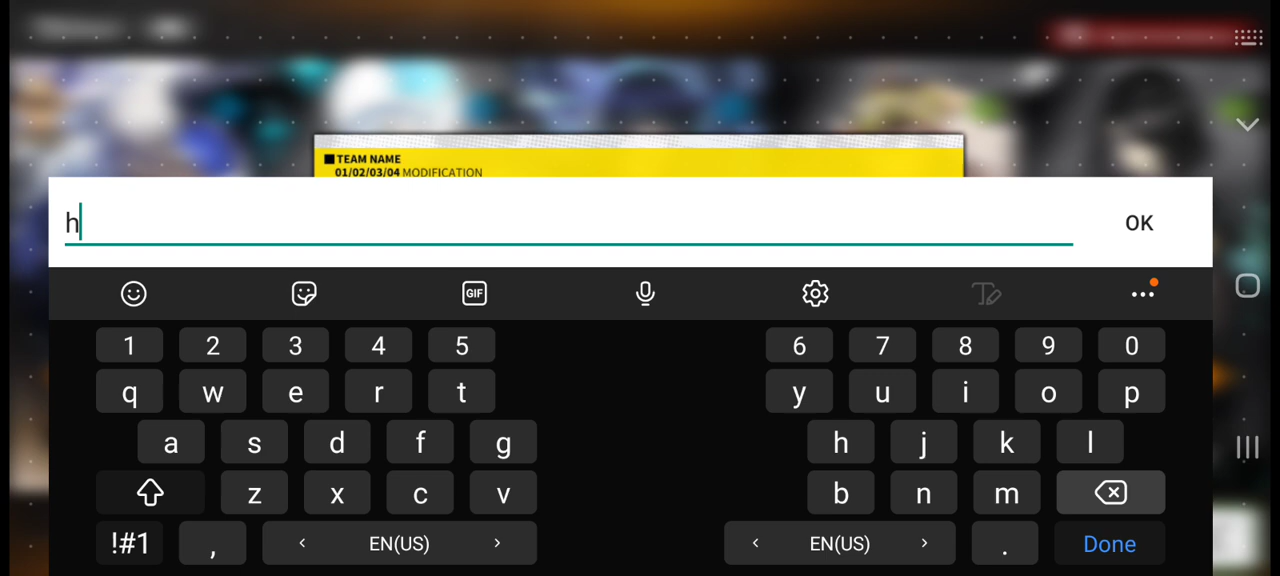 TEAM NAME
01/02/03/04 MODIFICATION
h
OK
GIF
1 2 3 4 5 6 7 8 9 0
q w e r t y u i o p
a s d f g h j k l
z x c v b n m
!#1 , < EN(US) > < EN(US) > . Done